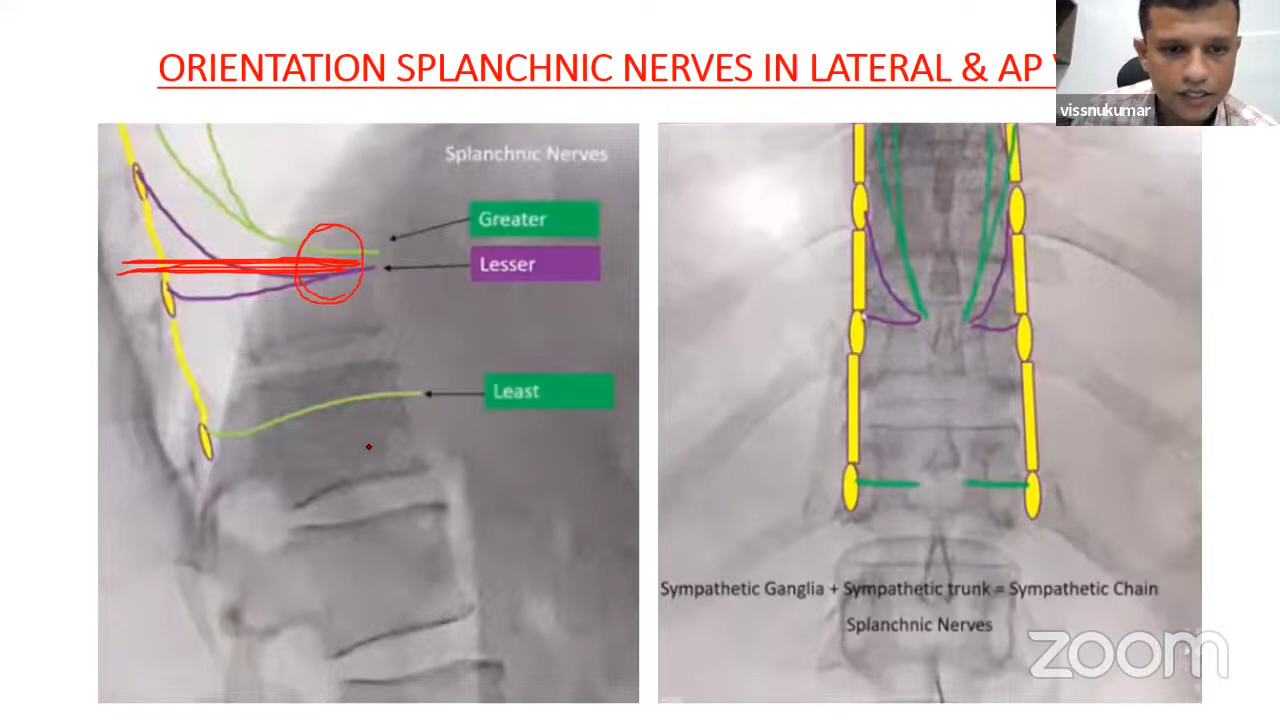 ORIENTATION SPLANCHNIC NERVES IN LATERAL & AP
vissnukumar
Splanchnic Nerves
Greater
Lesser
Least
Sympathetic Ganglia + Sympathetic trunk = Sympathetic Chain
Splanchnic Nerves
zoom